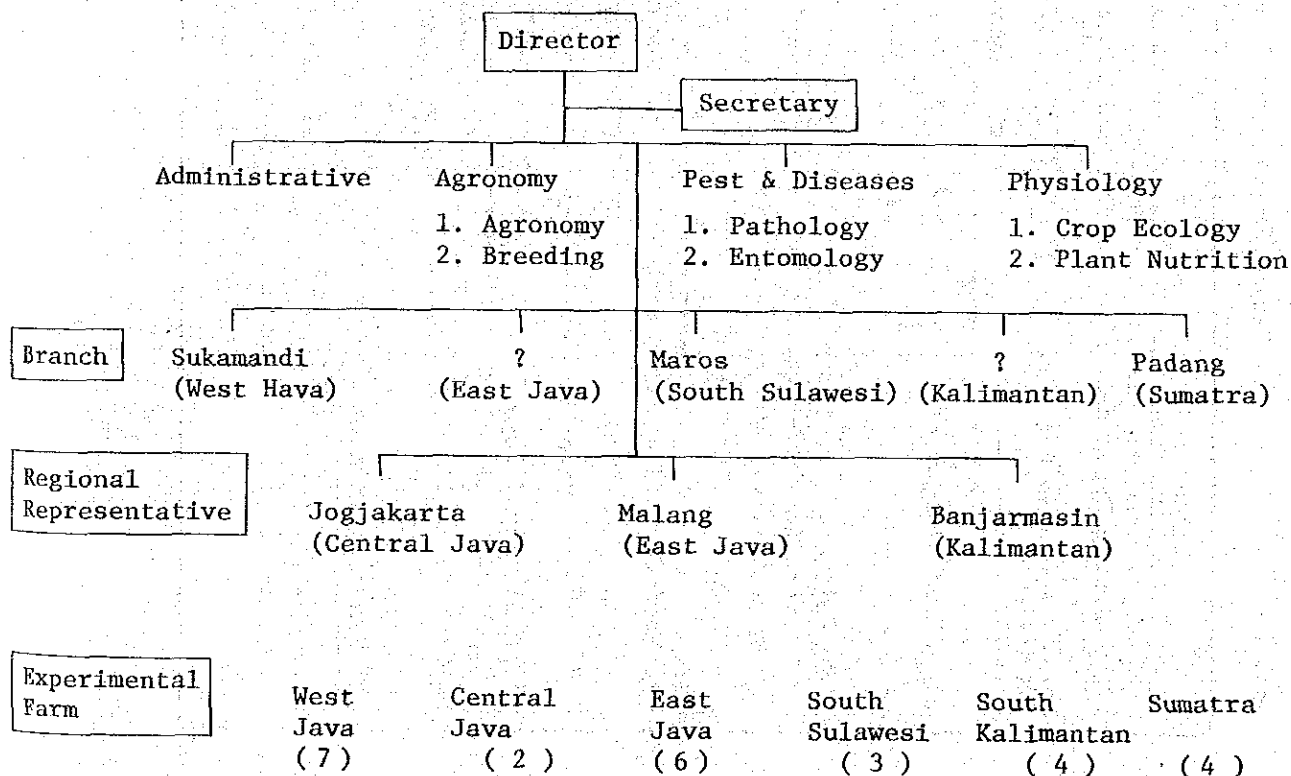 Director
Secretary
Administrative Agronomy Pest & Diseases Physiology
1. Agronomy 1. Pathology 1. Crop Ecology
2. Breeding 2. Entomology 2. Plant Nutrition
Branch Sukamandi ? Maros ? Padang
(West Hava) (East Java) (South Sulawesi) (Kalimantan) (Sumatra)
Regional
Representative Jogjakarta Malang Banjarmasin
(Central Java) (East Java) (Kalimantan)
Experimental
Farm West Central East South South Sumatra
Java Java Java Sulawesi Kalimantan
( 7 ) ( 2 ) ( 6 ) ( 3 ) ( 4 ) ( 4 )